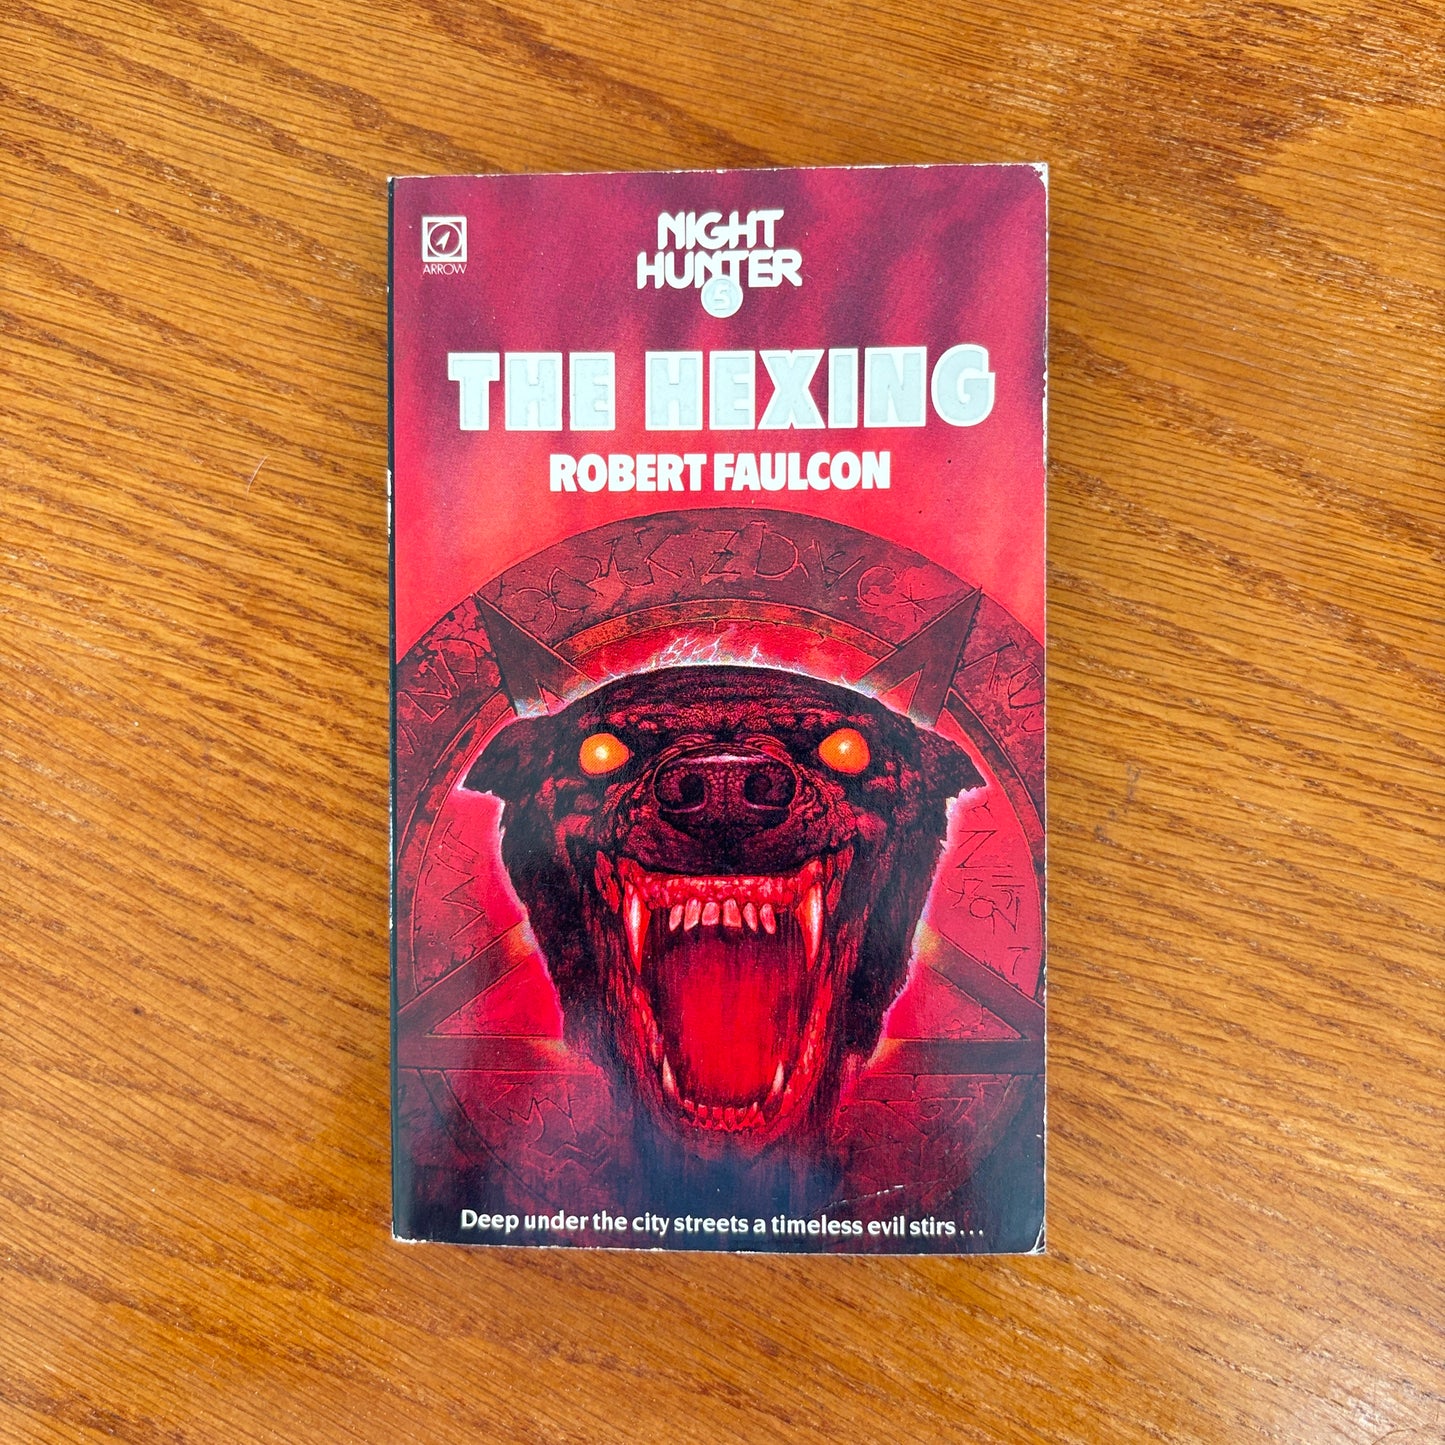 ARROW
NIGHT
HUNTER
5
THE HEXING
ROBERT FAULCON
Deep under the city streets a timeless evil stirs...